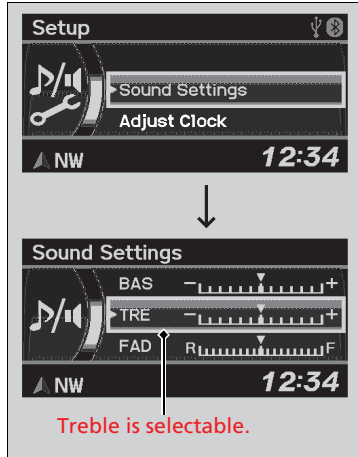 Setup
Sound Settings
Adjust Clock
NW
12:34
Sound Settings
BAS − +
TRE − +
FAD R F
NW
12:34
Treble is selectable.